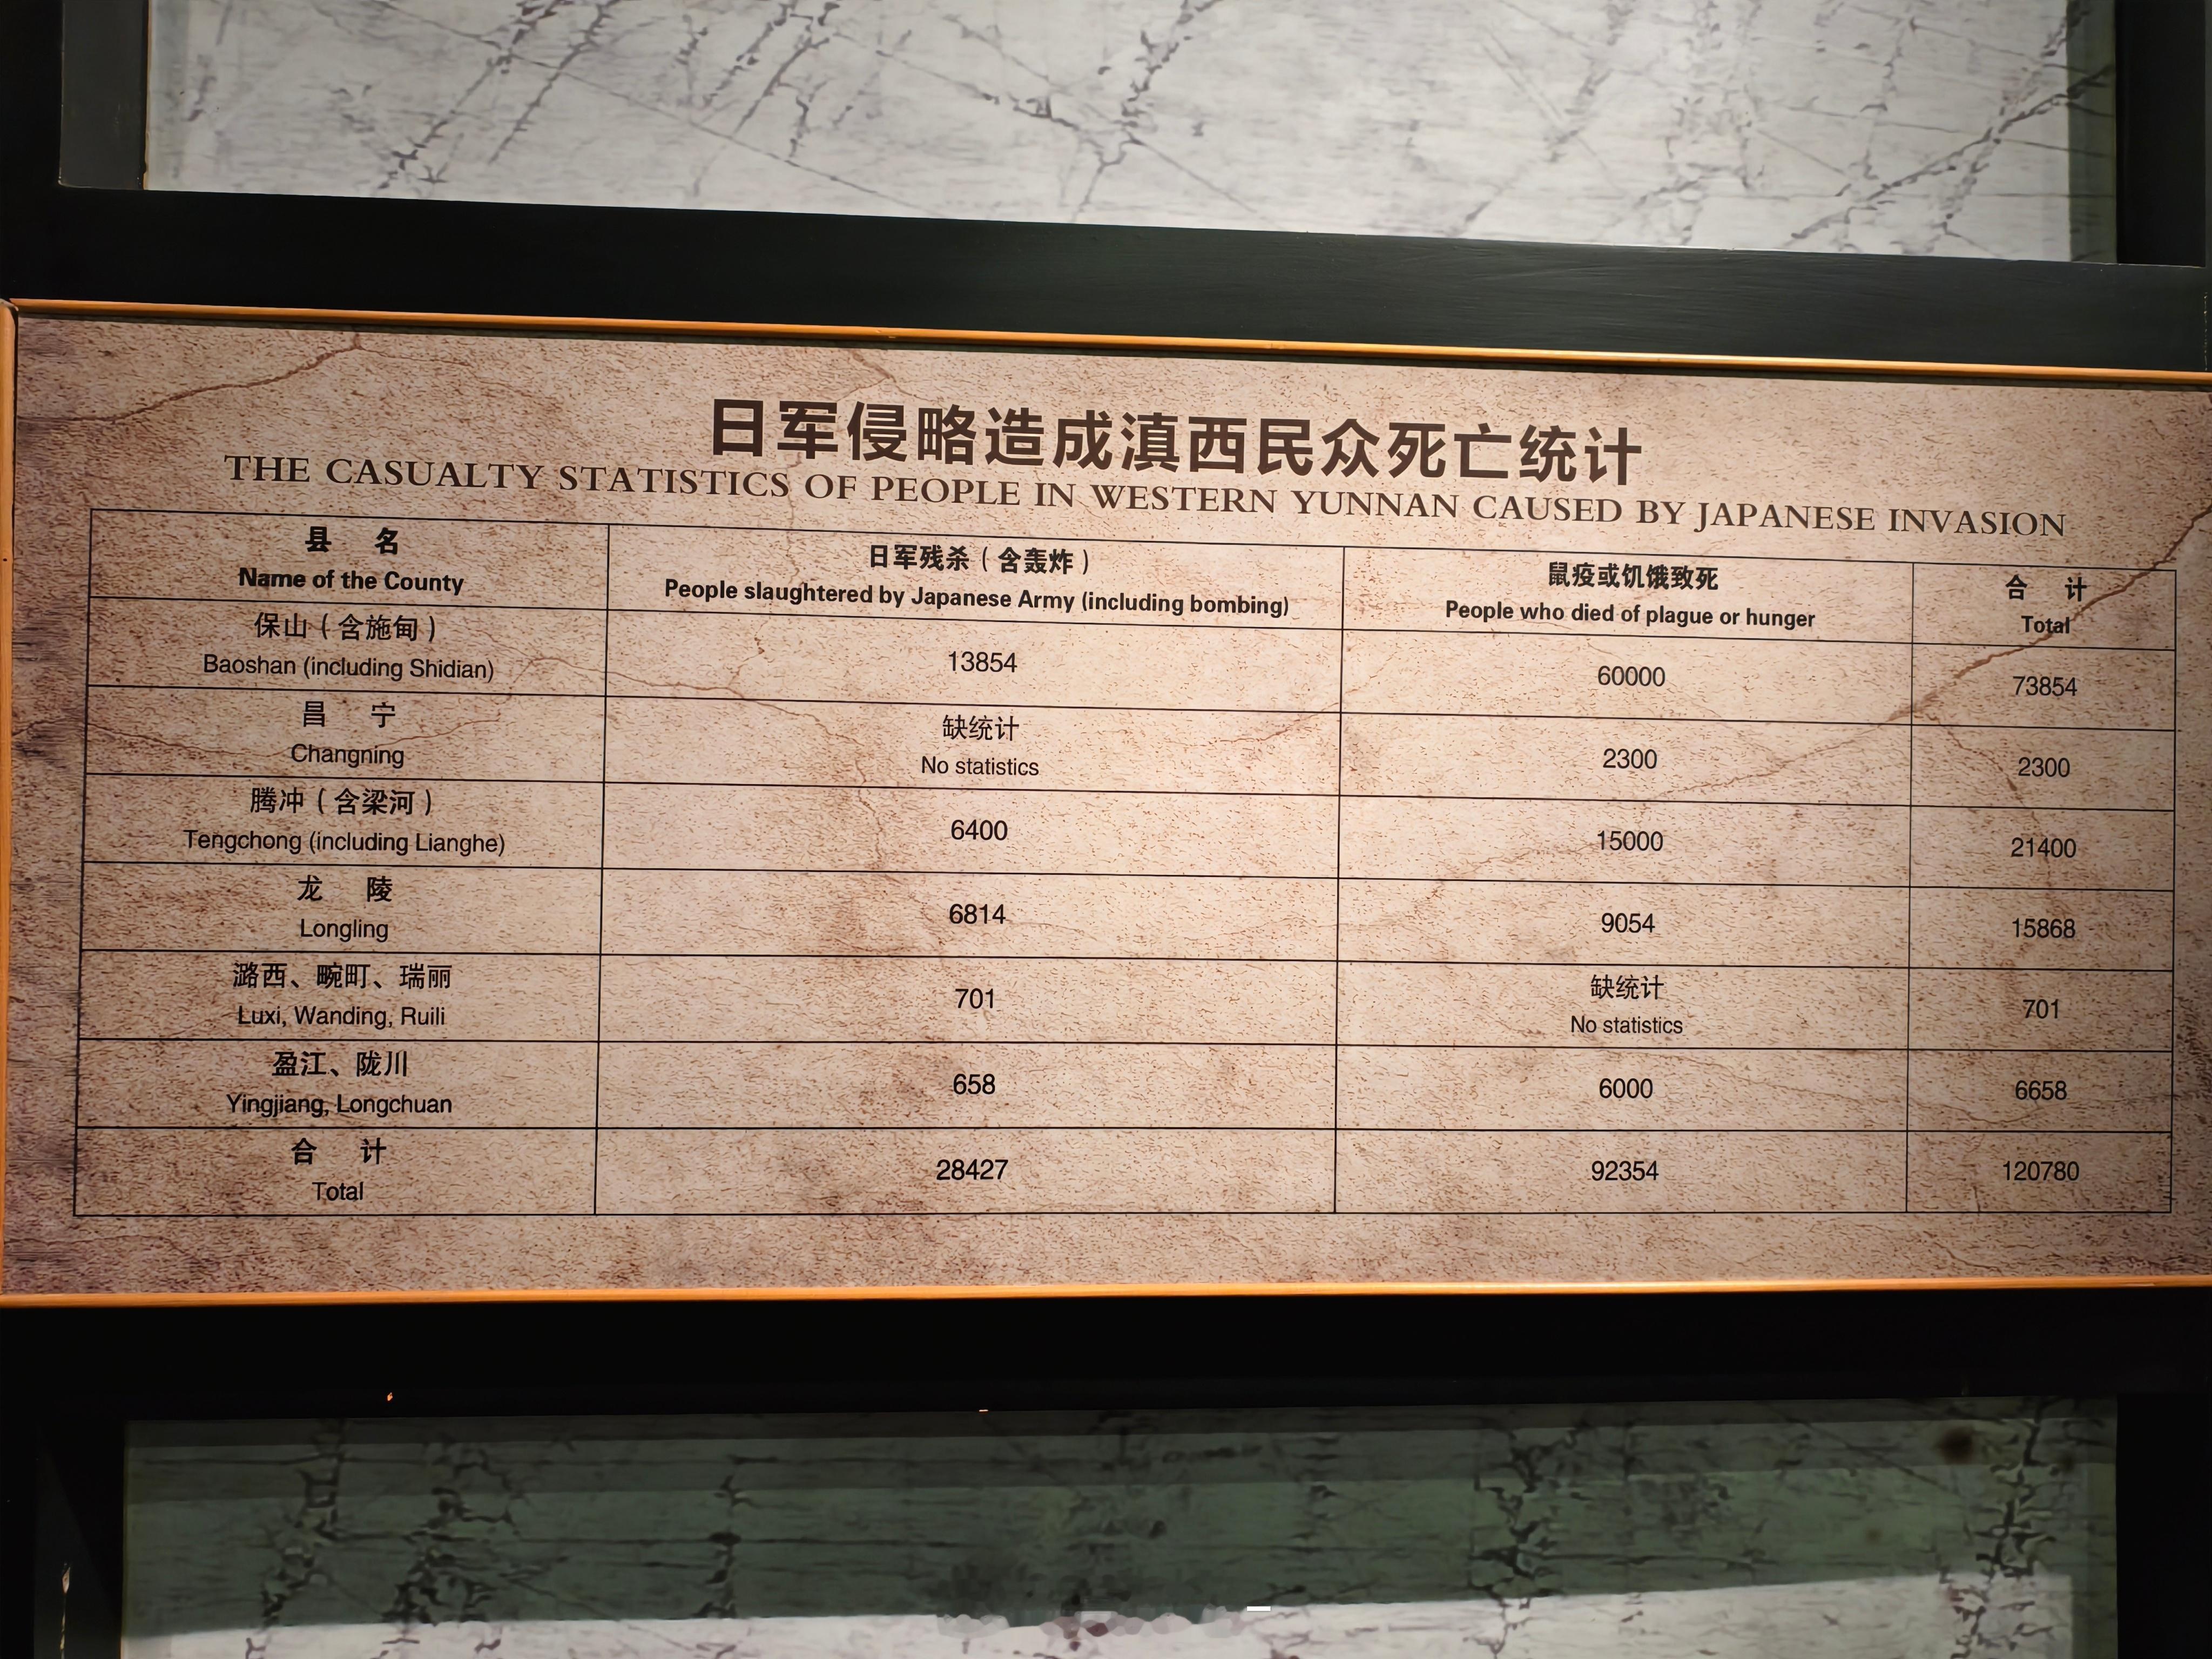 日军侵略造成滇西民众死亡统计
THE CASUALTY STATISTICS OF PEOPLE IN WESTERN YUNNAN CAUSED BY JAPANESE INVASION
县 名
Name of the County
日军残杀（含轰炸）
People slaughtered by Japanese Army (including bombing)
鼠疫或饥饿致死
People who died of plague or hunger
合 计
Total
保山（含施甸）
Baoshan (including Shidian)
13854
60000
73854
昌 宁
Changning
缺统计
No statistics
2300
2300
腾冲（含梁河）
Tengchong (including Lianghe)
6400
15000
21400
龙 陵
Longling
6814
9054
15868
潞西、畹町、瑞丽
Luxi, Wanding, Ruili
701
缺统计
No statistics
701
盈江、陇川
Yingjiang, Longchuan
658
6000
6658
合 计
Total
28427
92354
120780